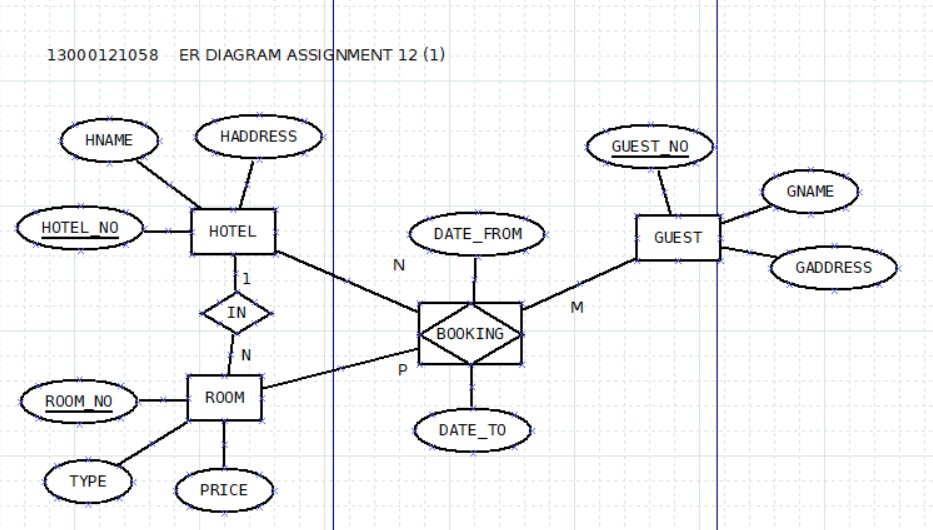 13000121058 ER DIAGRAM ASSIGNMENT 12 (1)
HNAME
HADDRESS
GUEST_NO
GNAME
HOTEL_NO
HOTEL
DATE_FROM
GUEST
GADDRESS
N
1
IN
M
BOOKING
N
P
ROOM_NO
ROOM
DATE_TO
TYPE
PRICE